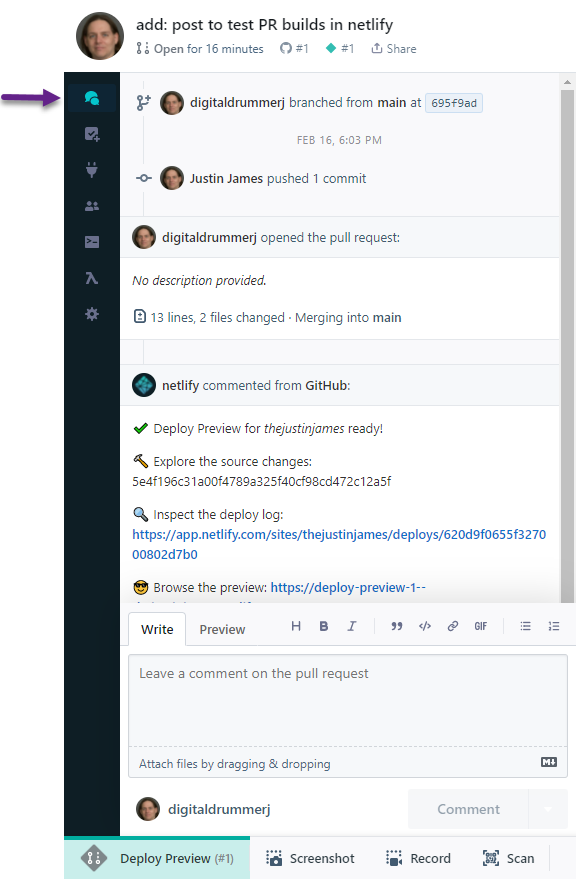 add: post to test PR builds in netlify
Open for 16 minutes #1 #1 Share
digitaldrummerj branched from main at 695f9ad
FEB 16, 6:03 PM
Justin James pushed 1 commit
digitaldrummerj opened the pull request:
No description provided.
13 lines, 2 files changed · Merging into main
netlify commented from GitHub:
Deploy Preview for thejustinjames ready!
Explore the source changes:
5e4f196c31a00f4789a325f40cf98cd472c12a5f
Inspect the deploy log:
https://app.netlify.com/sites/thejustinjames/deploys/620d9f0655f3270
00802d7b0
Browse the preview: https://deploy-preview-1--
Write Preview H B I GIF
Leave a comment on the pull request
Attach files by dragging & dropping
digitaldrummerj Comment
Deploy Preview (#1) Screenshot Record Scan